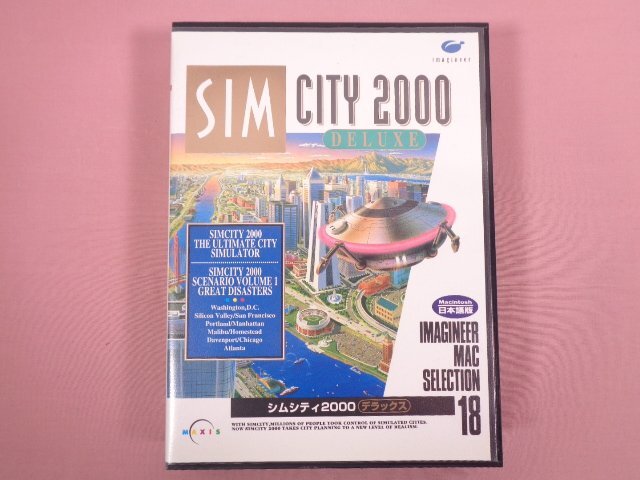 imagineer
SIM CITY 2000
DELUXE
SIMCITY 2000
THE ULTIMATE CITY
SIMULATOR
SIMCITY 2000
SCENARIO VOLUME 1
GREAT DISASTERS
Washington,D.C.
Silicon Valley/San Francisco
Portland/Manhattan
Malibu/Homestead
Davenport/Chicago
Atlanta
Macintosh
日本語版
IMAGINEER
MAC
SELECTION
18
シムシティ2000 デラックス
MAXIS
WITH SIMCITY,MILLIONS OF PEOPLE TOOK CONTROL OF SIMULATED CITIES.
NOW SIMCITY 2000 TAKES CITY PLANNING TO A NEW LEVEL OF REALISM.